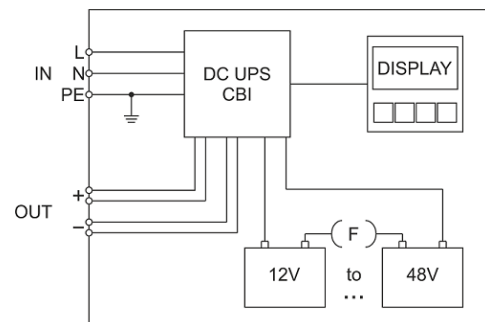 L
IN N
PE
DC UPS
CBI
DISPLAY
+
OUT
−
F
12V to 48V
...